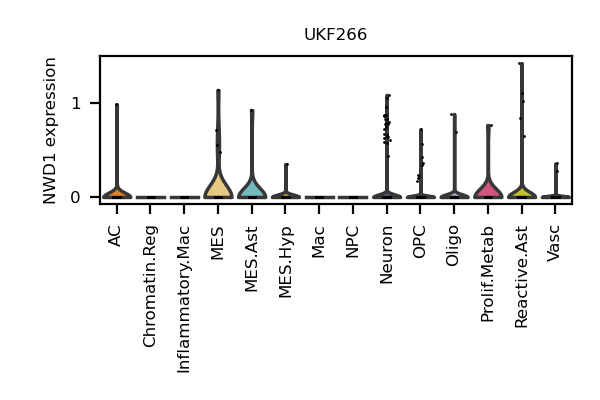 UKF266
NWD1 expression
1
0
AC
Chromatin.Reg
Inflammatory.Mac
MES
MES.Ast
MES.Hyp
Mac
NPC
Neuron
OPC
Oligo
Prolif.Metab
Reactive.Ast
Vasc